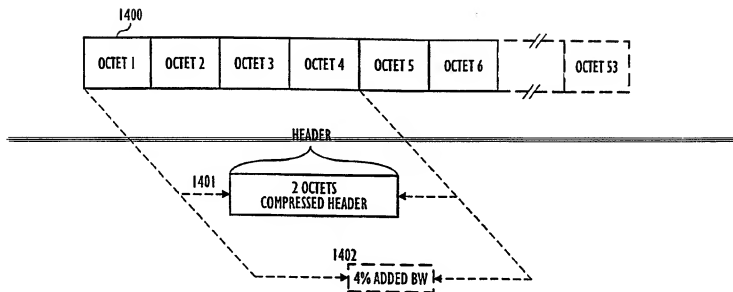 1400
OCTET 1 OCTET 2 OCTET 3 OCTET 4 OCTET 5 OCTET 6 OCTET 53
HEADER
1401
2 OCTETS
COMPRESSED HEADER
1402
4% ADDED BW